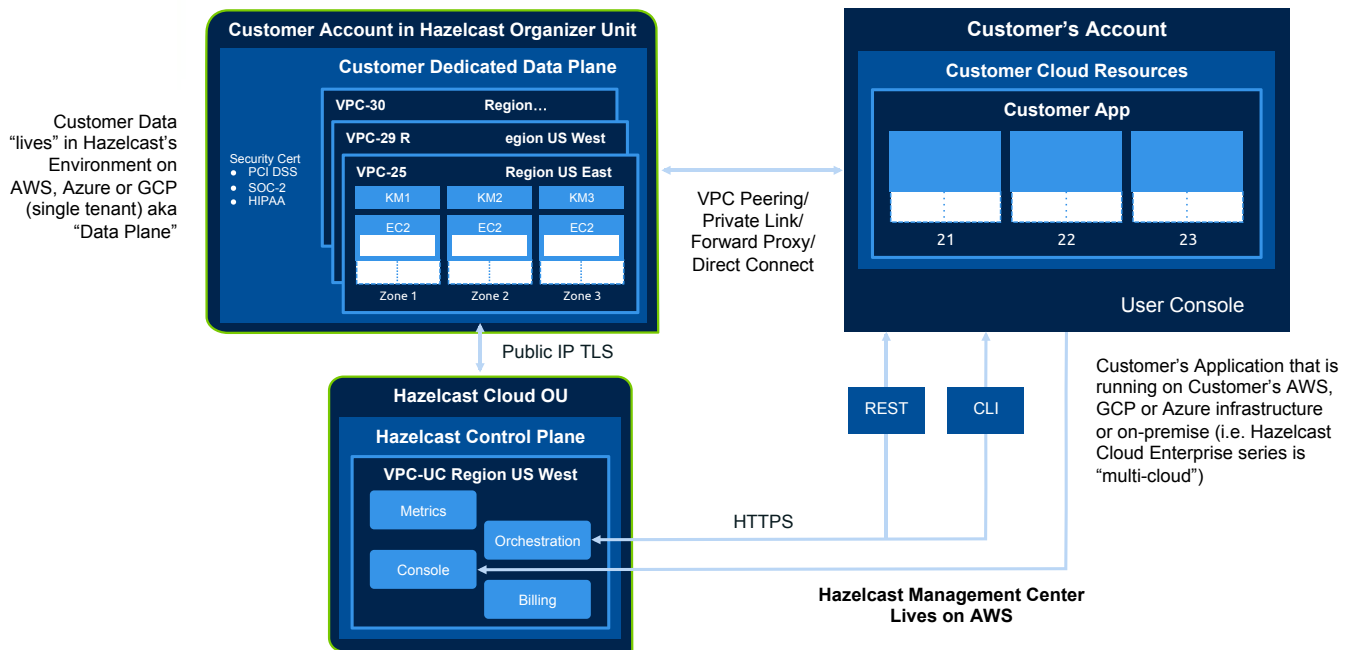 Customer Data
“lives” in Hazelcast’s
Environment on
AWS, Azure or GCP
(single tenant) aka
“Data Plane”
Customer Account in Hazelcast Organizer Unit
Customer Dedicated Data Plane
Security Cert
● PCI DSS
● SOC-2
● HIPAA
VPC-30 Region…
VPC-29 R egion US West
VPC-25 Region US East
KM1 KM2 KM3
EC2 EC2 EC2
Zone 1 Zone 2 Zone 3
VPC Peering/
Private Link/
Forward Proxy/
Direct Connect
Customer’s Account
Customer Cloud Resources
Customer App
21 22 23
User Console
Public IP TLS
Hazelcast Cloud OU
Hazelcast Control Plane
VPC-UC Region US West
Metrics
Orchestration
Console
Billing
REST CLI
HTTPS
Customer’s Application that is
running on Customer’s AWS,
GCP or Azure infrastructure
or on-premise (i.e. Hazelcast
Cloud Enterprise series is
“multi-cloud”)
Hazelcast Management Center
Lives on AWS